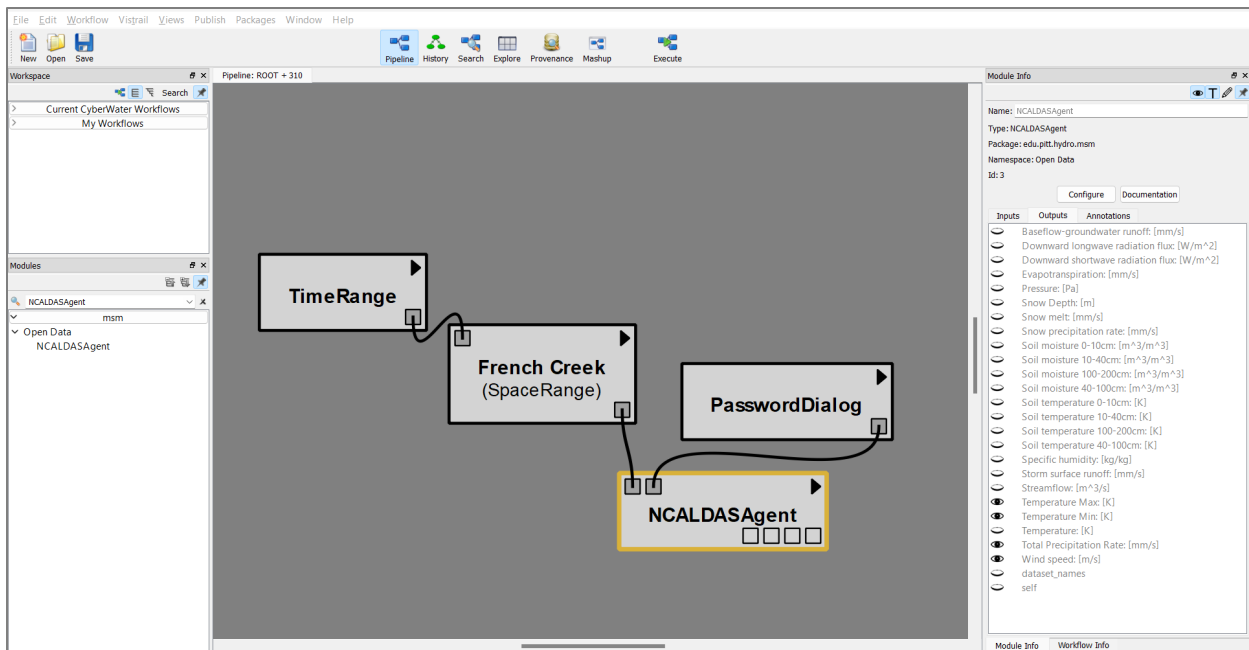 File Edit Workflow Vistrail Views Publish Packages Window Help
New Open Save Pipeline History Search Explore Provenance Mashup Execute
Workspace
Search
Current CyberWater Workflows
My Workflows
Modules
NCALDASAgent
msm
Open Data
NCALDASAgent
Pipeline: ROOT + 310
TimeRange
French Creek
(SpaceRange)
PasswordDialog
NCALDASAgent
Module Info
Name: NCALDASAgent
Type: NCALDASAgent
Package: edu.pitt.hydro.msm
Namespace: Open Data
Id: 3
Configure Documentation
Inputs Outputs Annotations
Baseflow-groundwater runoff: [mm/s]
Downward longwave radiation flux: [W/m^2]
Downward shortwave radiation flux: [W/m^2]
Evapotranspiration: [mm/s]
Pressure: [Pa]
Snow Depth: [m]
Snow melt: [mm/s]
Snow precipitation rate: [mm/s]
Soil moisture 0-10cm: [m^3/m^3]
Soil moisture 10-40cm: [m^3/m^3]
Soil moisture 100-200cm: [m^3/m^3]
Soil moisture 40-100cm: [m^3/m^3]
Soil temperature 0-10cm: [K]
Soil temperature 10-40cm: [K]
Soil temperature 100-200cm: [K]
Soil temperature 40-100cm: [K]
Specific humidity: [kg/kg]
Storm surface runoff: [mm/s]
Streamflow: [m^3/s]
Temperature Max: [K]
Temperature Min: [K]
Temperature: [K]
Total Precipitation Rate: [mm/s]
Wind speed: [m/s]
dataset_names
self
Module Info Workflow Info